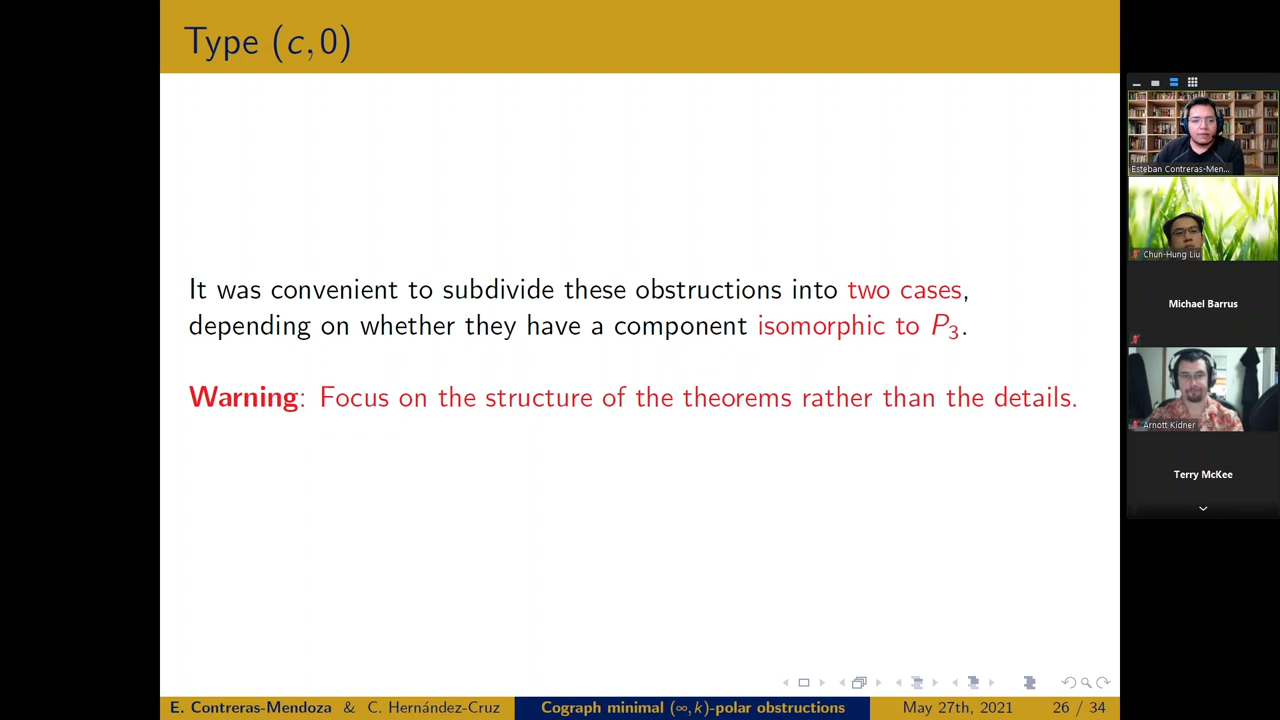 Type (c, 0)
It was convenient to subdivide these obstructions into two cases,
depending on whether they have a component isomorphic to P₃.
Warning: Focus on the structure of the theorems rather than the details.
E. Contreras-Mendoza & C. Hernández-Cruz
Cograph minimal (∞, k)-polar obstructions
May 27th, 2021
26 / 34
Esteban Contreras-Men...
Chun-Hung Liu
Michael Barrus
Arnott Kidner
Terry McKee